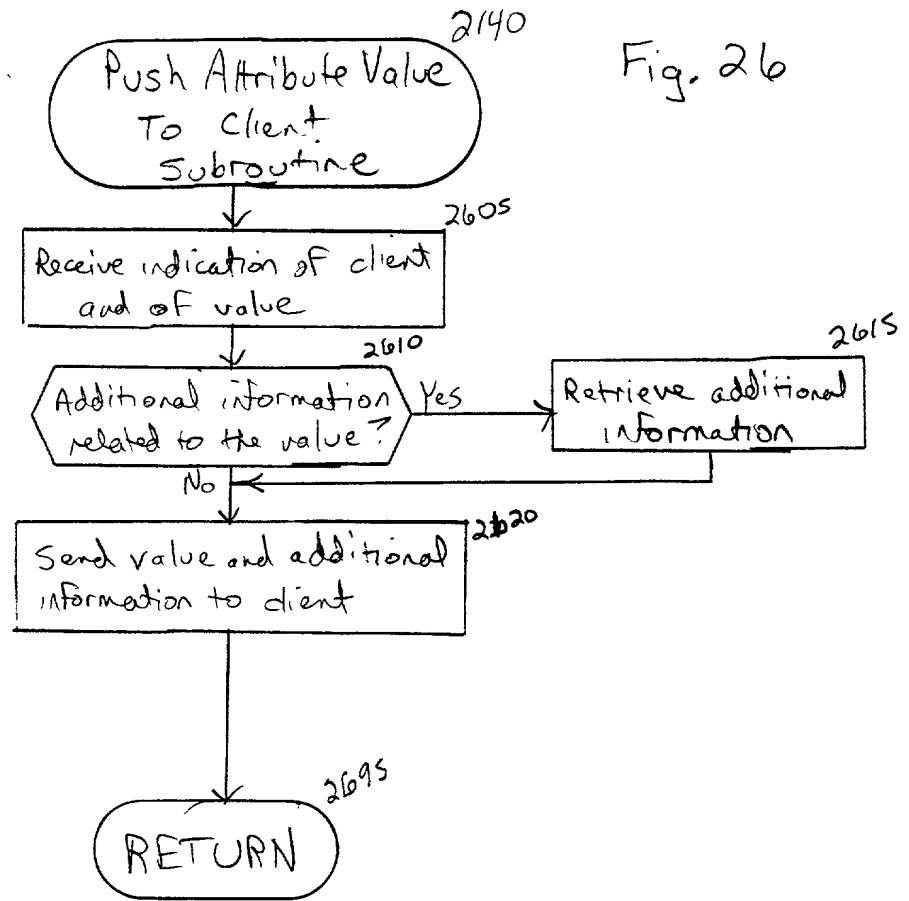 2140
Fig. 26
Push Attribute Value
To Client
Subroutine
2605
Receive indication of client
and of value
2610
Additional information
related to the value?
Yes
2615
Retrieve additional
information
No
2620
Send value and additional
information to client
2695
RETURN